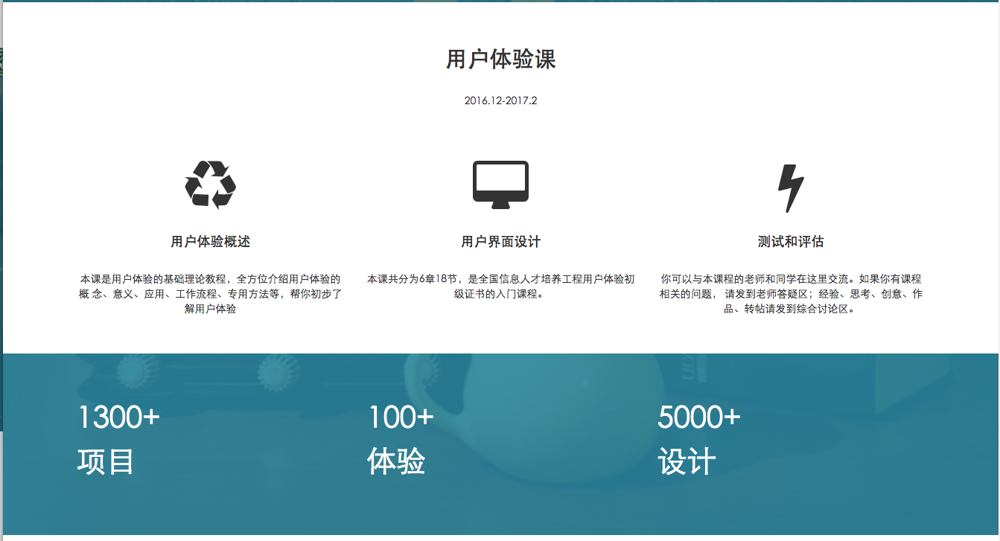 用户体验课
2016.12-2017.2
用户体验概述
本课是用户体验的基础理论教程，全方位介绍用户体验的
概 念、意义、应用、工作流程、专用方法等，帮你初步了
解用户体验
用户界面设计
本课共分为6章18节，是全国信息人才培养工程用户体验初
级证书的入门课程。
测试和评估
你可以与本课程的老师和同学在这里交流。如果你有课程
相关的问题， 请发到老师答疑区；经验、思考、创意、作
品、转帖请发到综合讨论区。
1300+
项目
100+
体验
5000+
设计